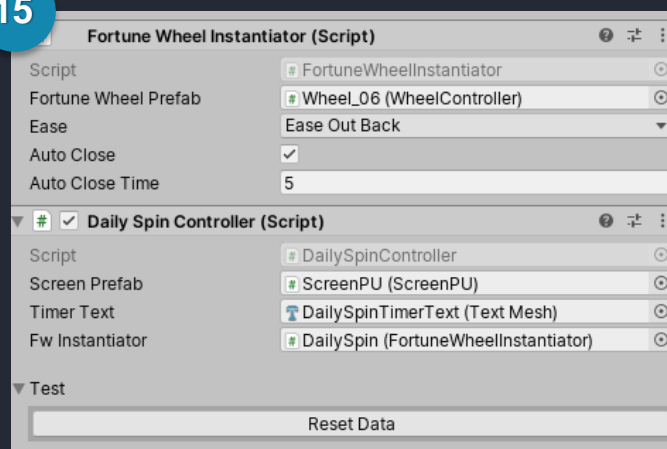 15
Fortune Wheel Instantiator (Script)
Script # FortuneWheelInstantiator
Fortune Wheel Prefab # Wheel_06 (WheelController)
Ease Ease Out Back
Auto Close
Auto Close Time 5
# Daily Spin Controller (Script)
Script # DailySpinController
Screen Prefab # ScreenPU (ScreenPU)
Timer Text DailySpinTimerText (Text Mesh)
Fw Instantiator # DailySpin (FortuneWheelInstantiator)
Test
Reset Data